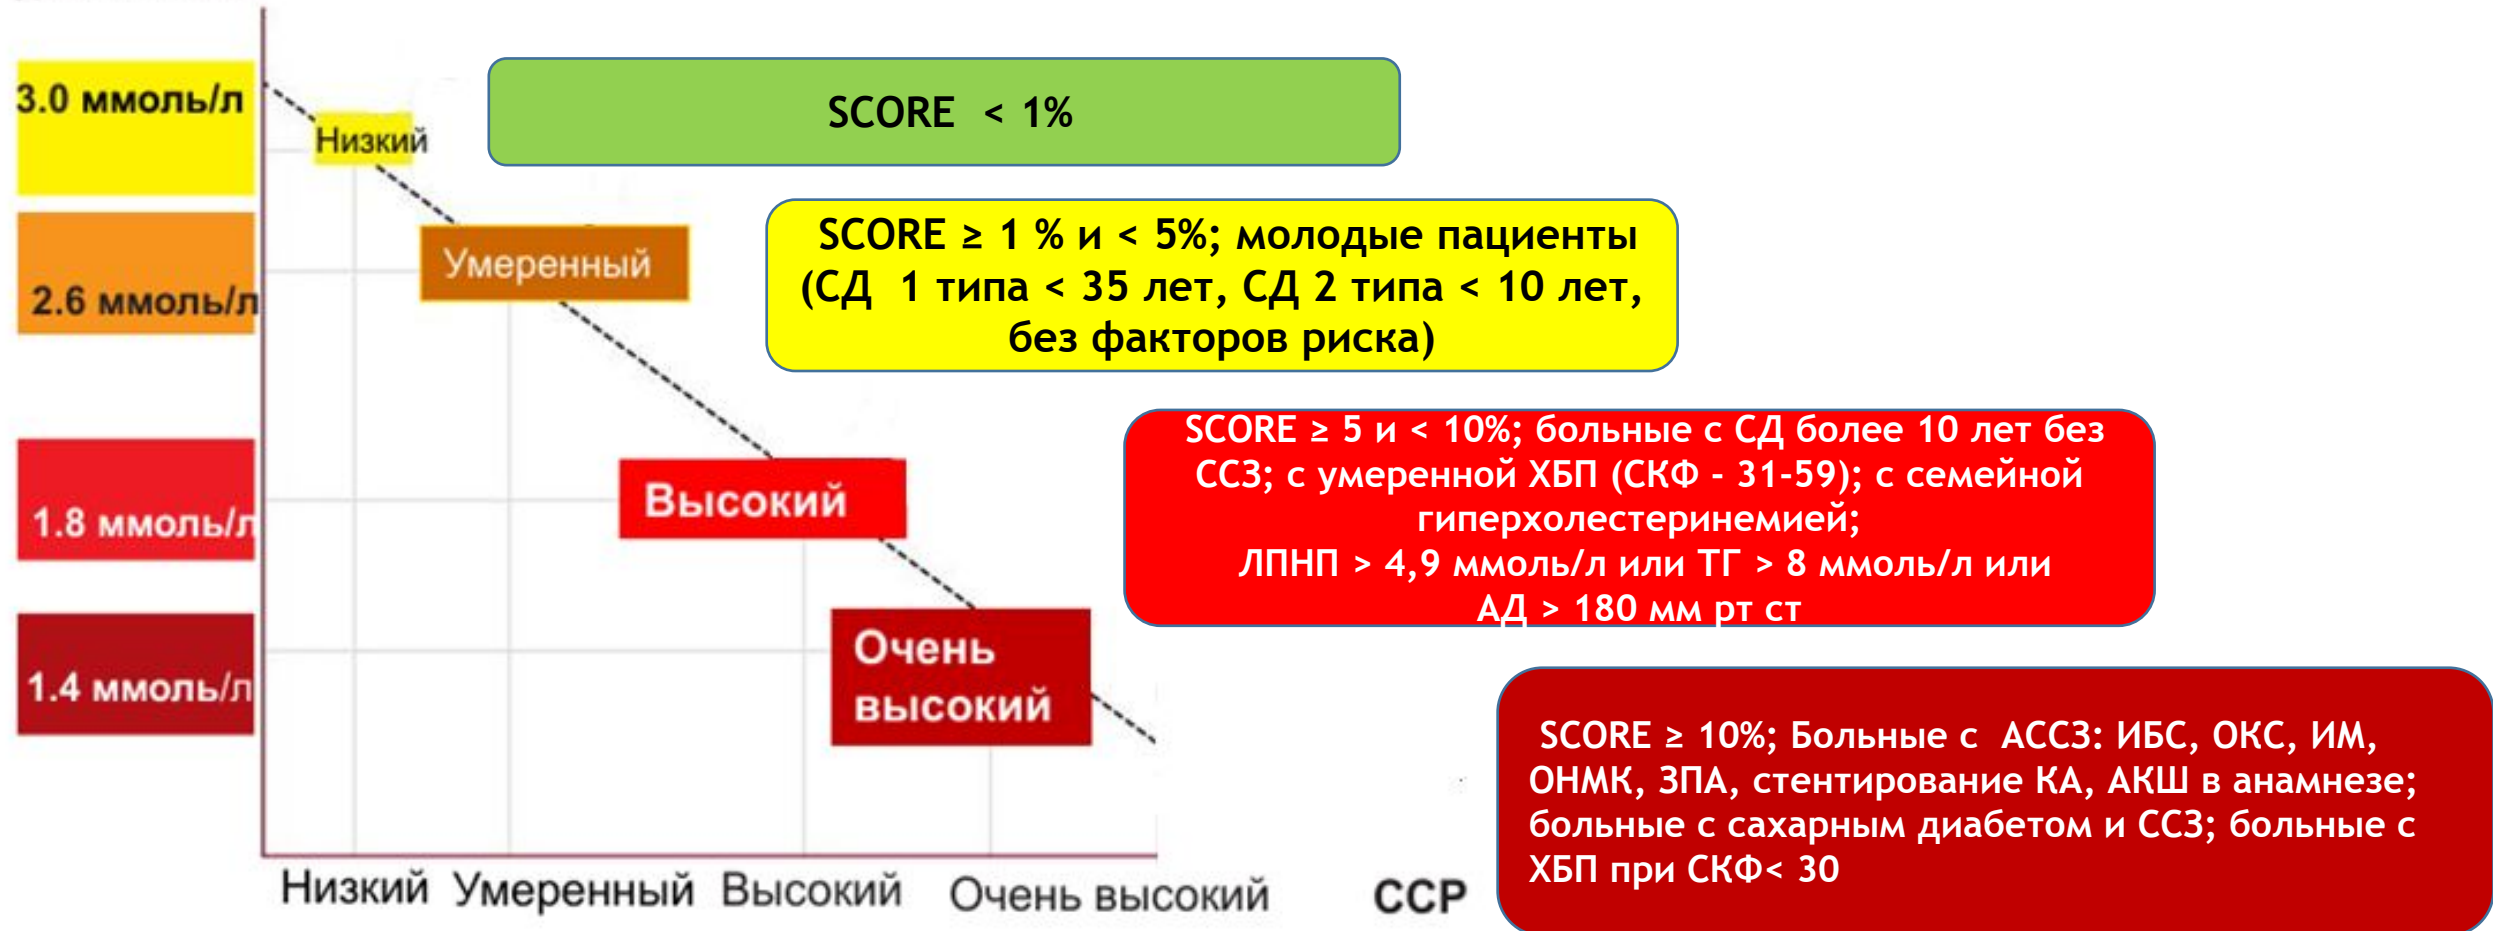 3.0 ммоль/л
2.6 ммоль/л
1.8 ммоль/л
1.4 ммоль/л
Низкий
Умеренный
Высокий
Очень
высокий
SCORE < 1%
SCORE ≥ 1 % и < 5%; молодые пациенты
(СД 1 типа < 35 лет, СД 2 типа < 10 лет,
без факторов риска)
SCORE ≥ 5 и < 10%; больные с СД более 10 лет без
ССЗ; с умеренной ХБП (СКФ - 31-59); с семейной
гиперхолестеринемией;
ЛПНП > 4,9 ммоль/л или ТГ > 8 ммоль/л или
АД > 180 мм рт ст
SCORE ≥ 10%; Больные с АССЗ: ИБС, ОКС, ИМ,
ОНМК, ЗПА, стентирование КА, АКШ в анамнезе;
больные с сахарным диабетом и ССЗ; больные с
ХБП при СКФ< 30
Низкий Умеренный Высокий Очень высокий ССР